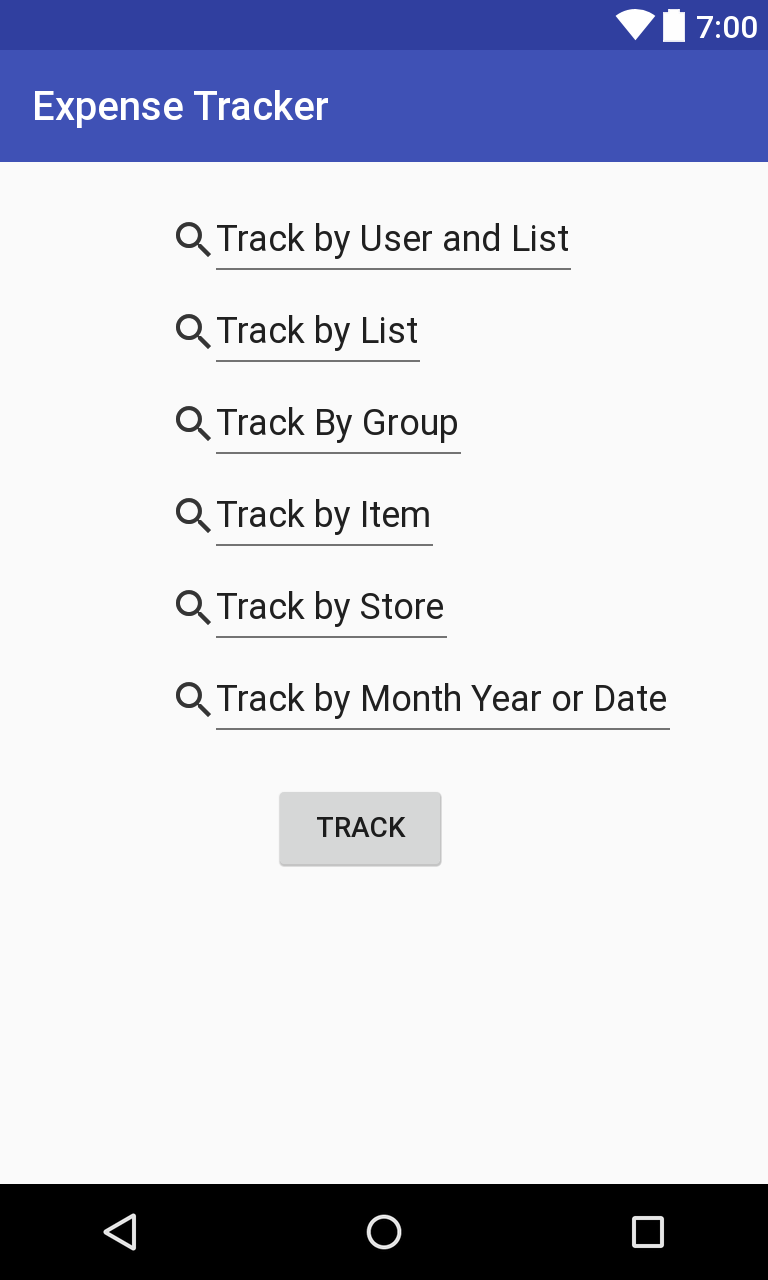 7:00
Expense Tracker
Track by User and List
Track by List
Track By Group
Track by Item
Track by Store
Track by Month Year or Date
TRACK